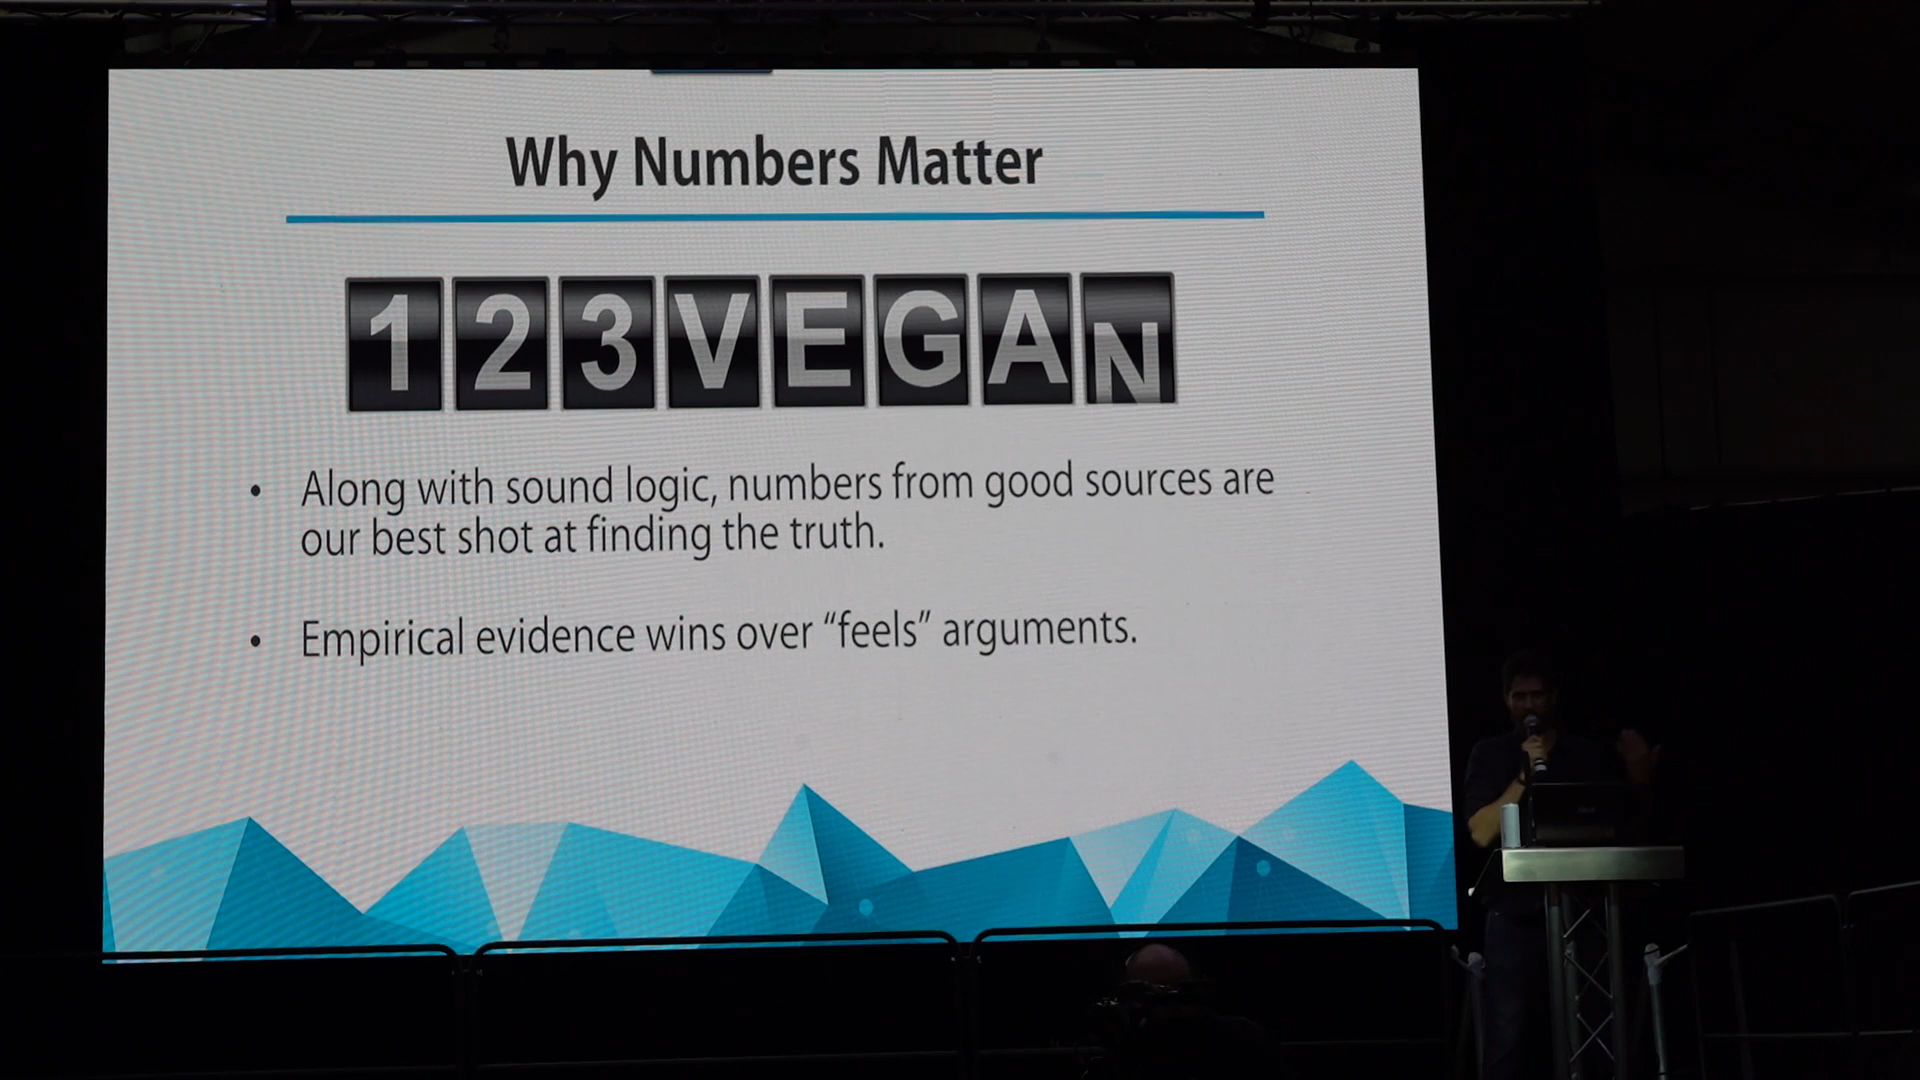 Why Numbers Matter
123VEGAN
• Along with sound logic, numbers from good sources are
our best shot at finding the truth.
• Empirical evidence wins over “feels” arguments.